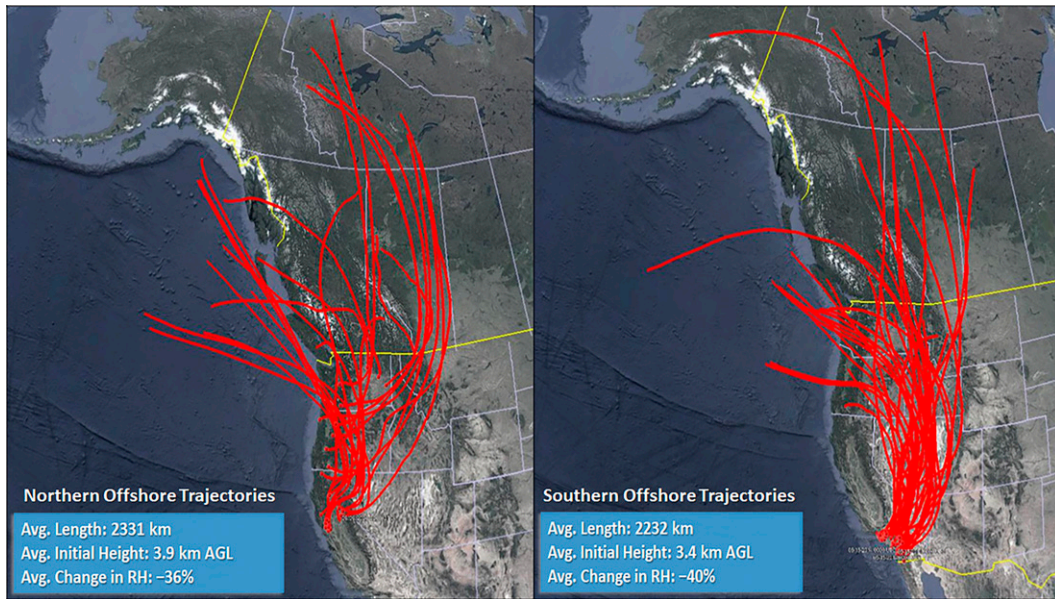 Northern Offshore Trajectories
Avg. Length: 2331 km
Avg. Initial Height: 3.9 km AGL
Avg. Change in RH: −36%
Southern Offshore Trajectories
Avg. Length: 2232 km
Avg. Initial Height: 3.4 km AGL
Avg. Change in RH: −40%